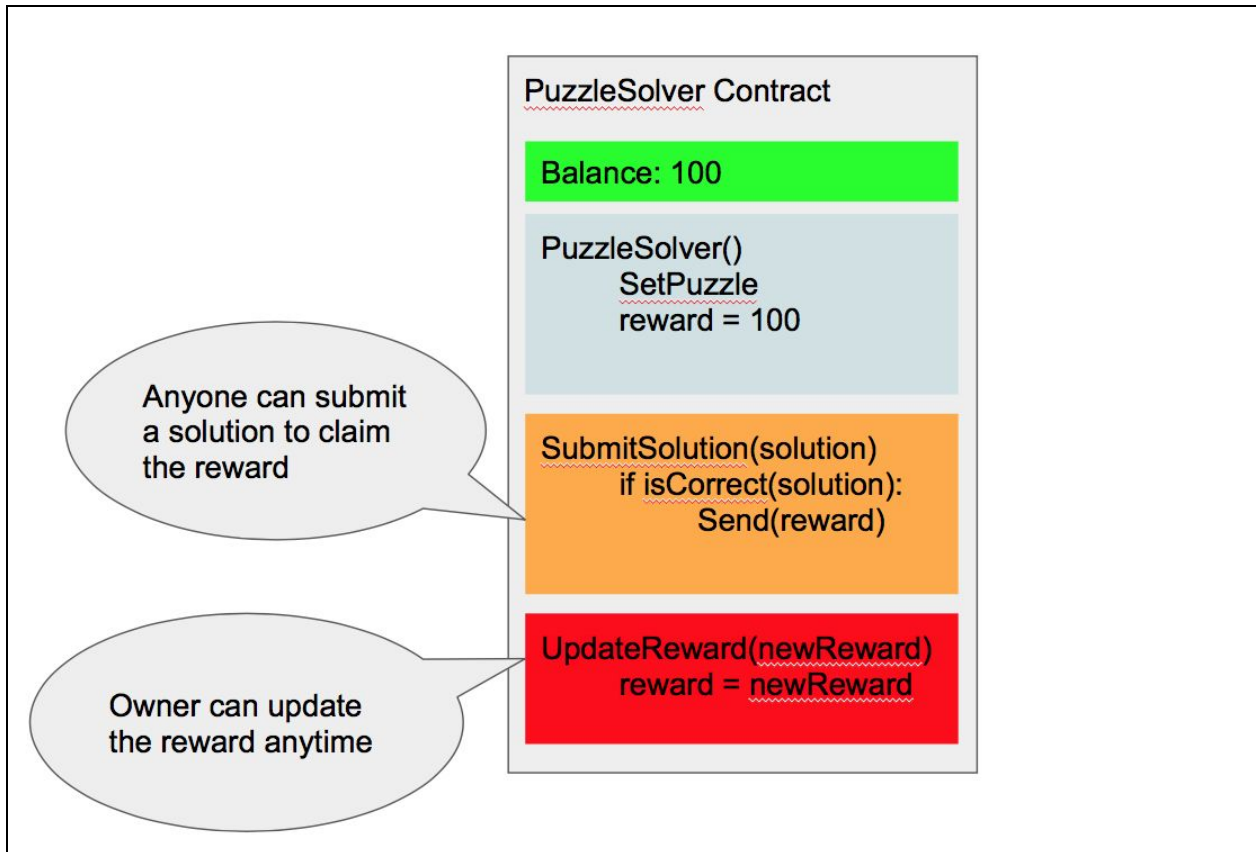 PuzzleSolver Contract
Balance: 100
PuzzleSolver()
SetPuzzle
reward = 100
Anyone can submit
a solution to claim
the reward
SubmitSolution(solution)
if isCorrect(solution):
Send(reward)
UpdateReward(newReward)
reward = newReward
Owner can update
the reward anytime